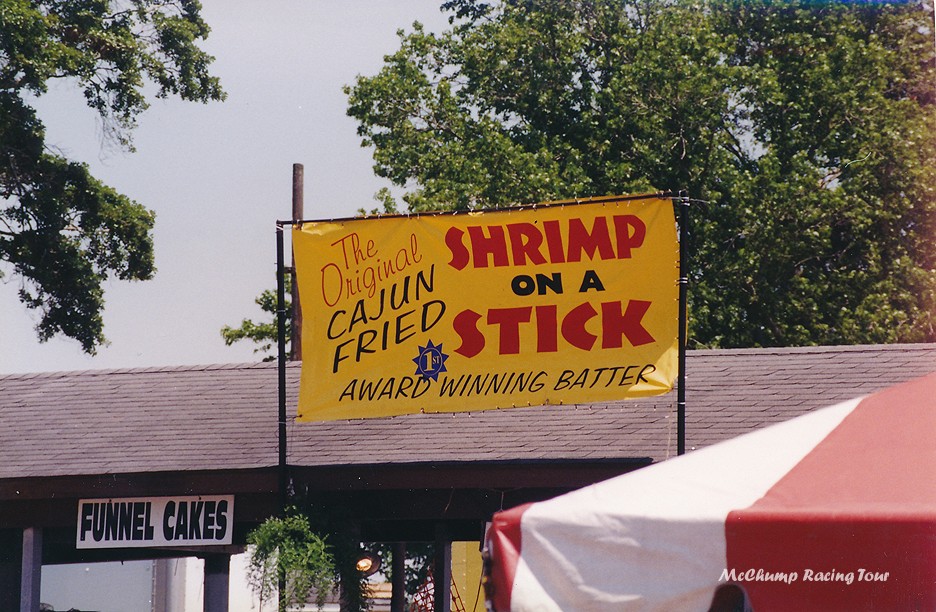 The
Original
CAJUN
FRIED
SHRIMP
ON A
STICK
1ST
AWARD WINNING BATTER
FUNNEL CAKES
McChump Racing Tour